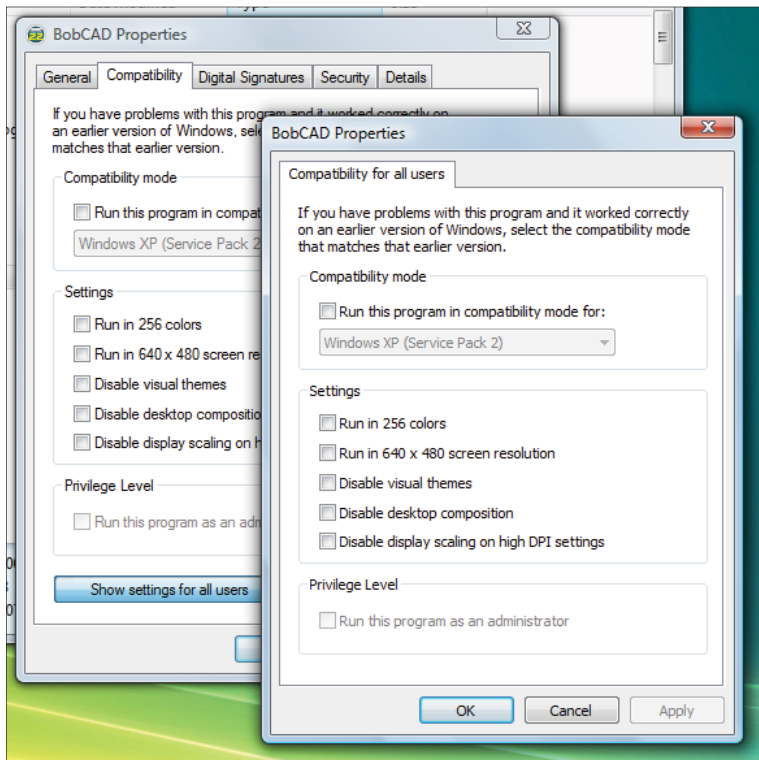 BobCAD Properties
General
Compatibility
Digital Signatures
Security
Details
If you have problems with this program and it worked correctly on
an earlier version of Windows,
matches that earlier version.
Compatibility mode
Run this program in
Windows XP (Service Pack 2
Settings
Run in 256 colors
Run in 640 x 480 screen
Disable visual themes
Disable desktop
Disable display scaling on
Privilege Level
Run this program as an
Show settings for all users
BobCAD Properties
Compatibility for all users
If you have problems with this program and it worked correctly
on an earlier version of Windows, select the compatibility mode
that matches that earlier version.
Compatibility mode
Run this program in compatibility mode for:
Windows XP (Service Pack 2)
Settings
Run in 256 colors
Run in 640 x 480 screen resolution
Disable visual themes
Disable desktop composition
Disable display scaling on high DPI settings
Privilege Level
Run this program as an administrator
OK
Cancel
Apply